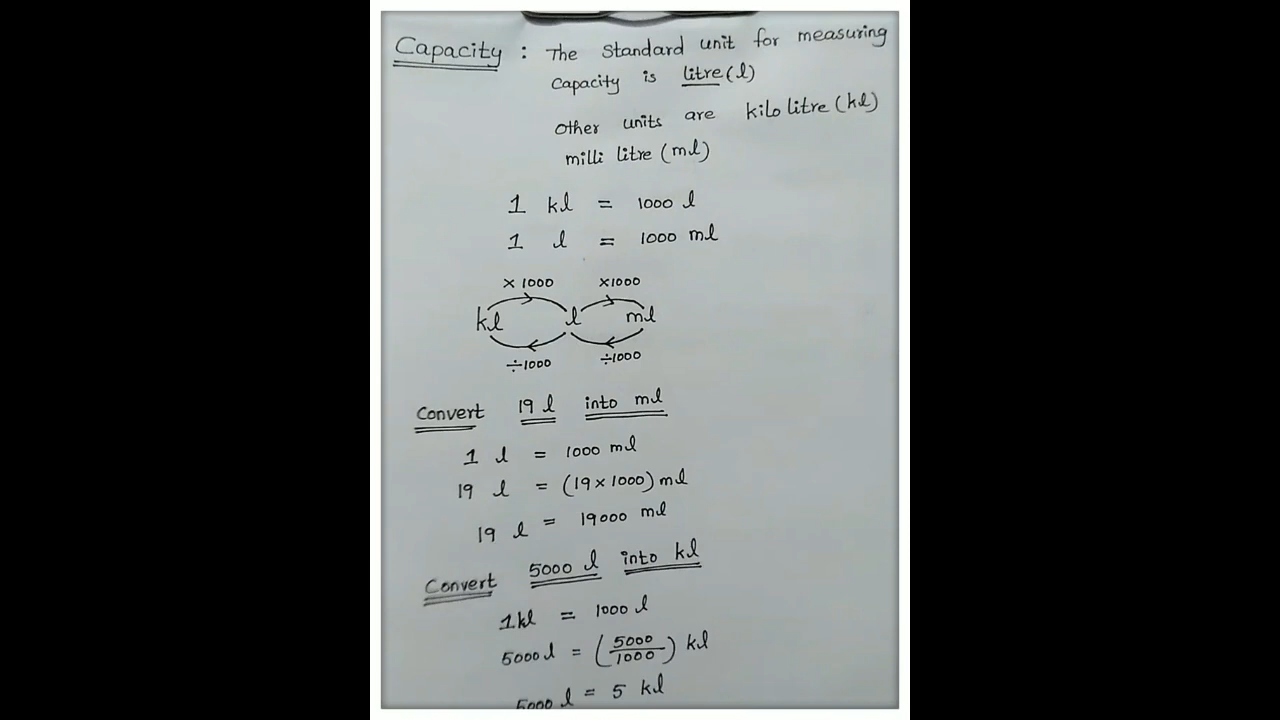 Capacity : The standard unit for measuring
capacity is litre (l)
Other units are kilo litre (kl)
milli litre (ml)
1 kl = 1000 l
1 l = 1000 ml
× 1000 ×1000
kl l ml
÷1000 ÷1000
Convert 19 l into ml
1 l = 1000 ml
19 l = (19 × 1000) ml
19 l = 19000 ml
Convert 5000 l into kl
1 kl = 1000 l
5000 l = (5000/1000) kl
5000 l = 5 kl